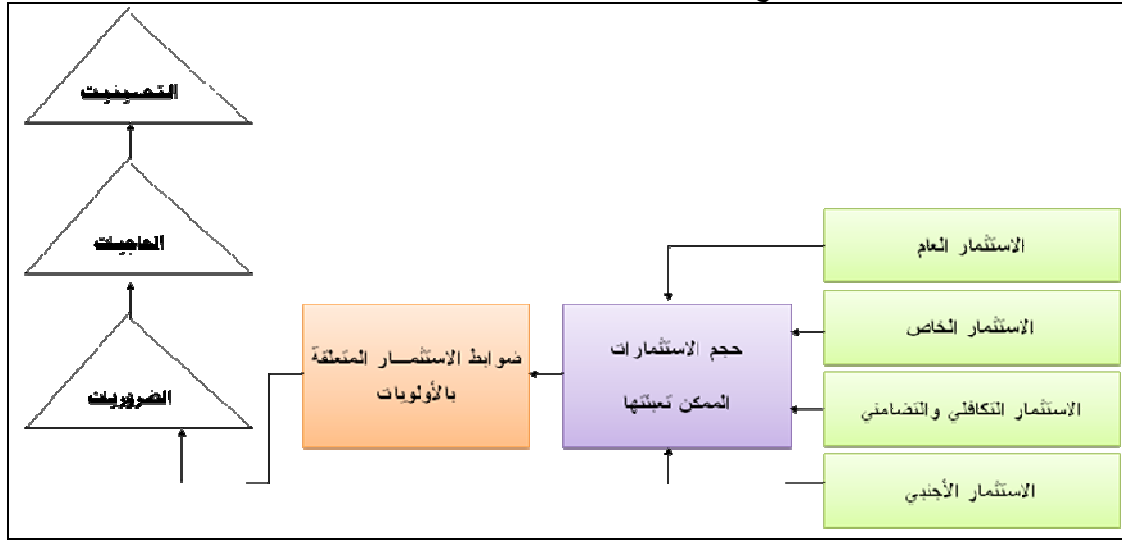 التحسينيات
الحاجيات
الضروريات
ضوابط الاستثمـــار المتعلقة
بالأولويات
حجم الاستثمارات
الممكن تعبئتها
الاستثمار العام
الاستثمار الخاص
الاستثمار التكافلي والتضامني
الاستثمار الأجنبي